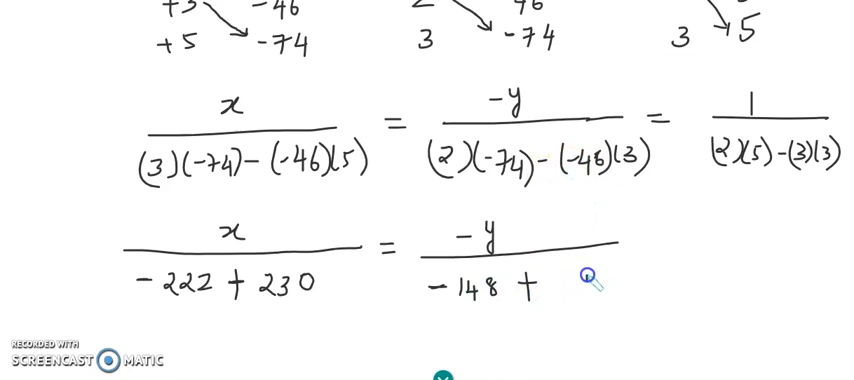 +3 -46 2 46
+5 -74 3 -74 3 5
x = -y = 1
(3)(-74)-(-46)(5) (2)(-74)-(-46)(3) (2)(5)-(3)(3)
x = -y
-222 + 230 -148 +
RECORDED WITH
SCREENCAST MATIC